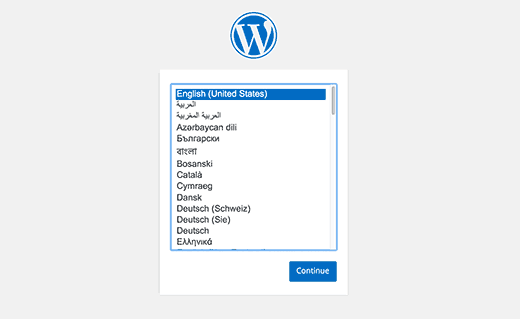 English (United States)
العربية
العربية المغربية
Azərbaycan dili
Български
বাংলা
Bosanski
Català
Cymraeg
Dansk
Deutsch (Schweiz)
Deutsch (Sie)
Deutsch
Ελληνικά
Continue